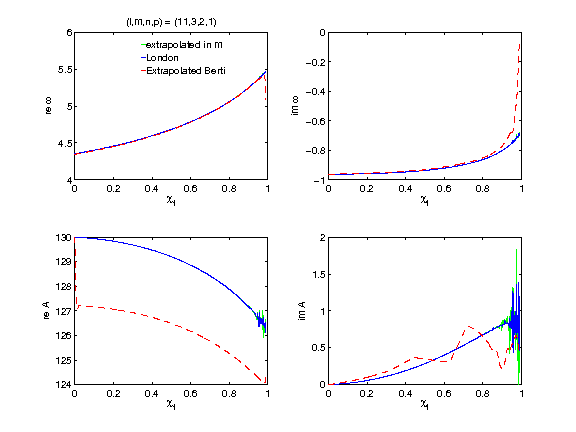 (l,m,n,p) = (11,3,2,1)
6
5.5
5
4.5
4
re ω
0 0.2 0.4 0.6 0.8 1
χf
extrapolated in m
London
Extrapolated Berti
0
−0.2
−0.4
−0.6
−0.8
−1
im ω
0 0.2 0.4 0.6 0.8 1
χf
130
129
128
127
126
125
124
re A
0 0.2 0.4 0.6 0.8 1
χf
2
1.5
1
0.5
0
im A
0 0.2 0.4 0.6 0.8 1
χf